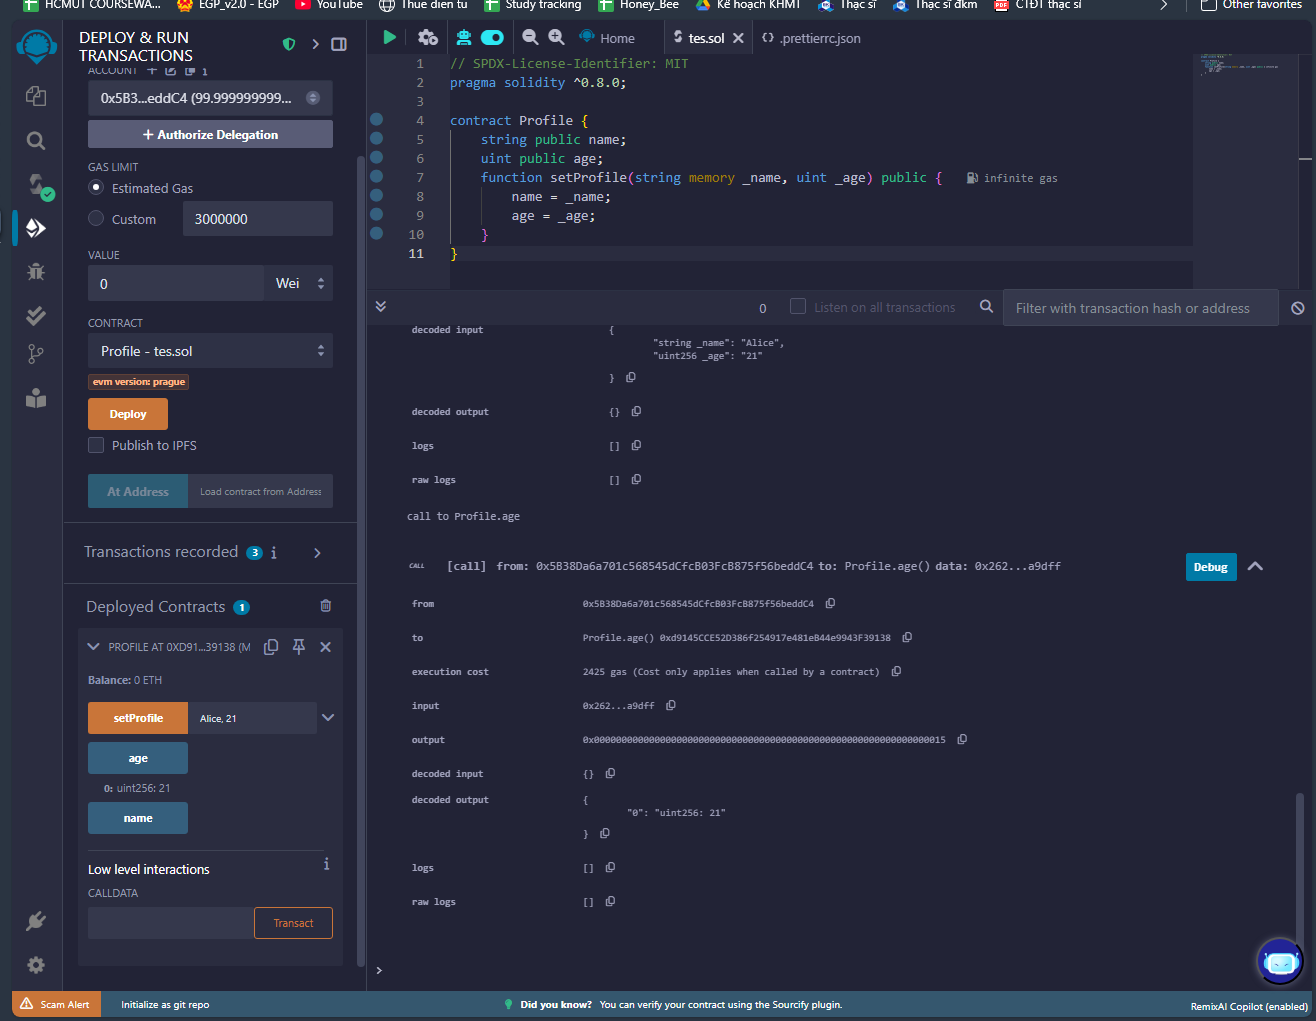 HCMUT COURSEWA...
EGP_v2.0 - EGP
YouTube
Thue dien tu
Study tracking
Honey_Bee
Kế hoạch KHMT
Thạc sĩ
Thạc sĩ đkm
CTĐT thạc sĩ
Other favorites
DEPLOY & RUN
TRANSACTIONS
ACCOUNT
1
0x5B3...eddC4 (99.999999999...
+ Authorize Delegation
GAS LIMIT
Estimated Gas
Custom
3000000
VALUE
0
Wei
CONTRACT
Profile - tes.sol
evm version: prague
Deploy
Publish to IPFS
At Address
Load contract from Address
Transactions recorded 3 i
Deployed Contracts 1
PROFILE AT 0XD91...39138 (M
Balance: 0 ETH
setProfile
Alice, 21
age
0: uint256: 21
name
Low level interactions
i
CALLDATA
Transact
Home
tes.sol
.prettierrc.json
1 // SPDX-License-Identifier: MIT
2 pragma solidity ^0.8.0;
3
4 contract Profile {
5 string public name;
6 uint public age;
7 function setProfile(string memory _name, uint _age) public { infinite gas
8 name = _name;
9 age = _age;
10 }
11 }
0
Listen on all transactions
Filter with transaction hash or address
decoded input {
"string _name": "Alice",
"uint256 _age": "21"
}
decoded output {}
logs []
raw logs []
call to Profile.age
CALL [call] from: 0x5B38Da6a701c568545dCfcB03FcB875f56beddC4 to: Profile.age() data: 0x262...a9dff
Debug
from 0x5B38Da6a701c568545dCfcB03FcB875f56beddC4
to Profile.age() 0xd9145CCE52D386f254917e481eB44e9943F39138
execution cost 2425 gas (Cost only applies when called by a contract)
input 0x262...a9dff
output 0x0000000000000000000000000000000000000000000000000000000000000015
decoded input {}
decoded output {
"0": "uint256: 21"
}
logs []
raw logs []
>
Scam Alert
Initialize as git repo
Did you know? You can verify your contract using the Sourcify plugin.
RemixAI Copilot (enabled)